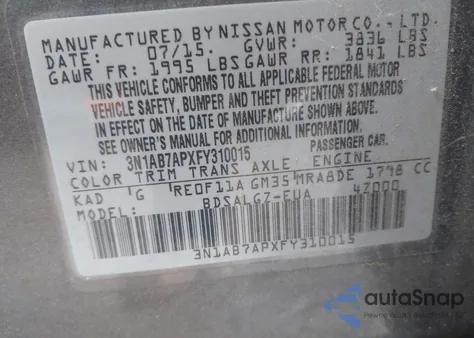 MANUFACTURED BY NISSAN MOTOR CO., LTD.
DATE: 07/15. GVWR: 3836 LBS
GAWR FR: 1995 LBS GAWR RR: 1841 LBS
THIS VEHICLE CONFORMS TO ALL APPLICABLE FEDERAL MOTOR
VEHICLE SAFETY, BUMPER AND THEFT PREVENTION STANDARDS
IN EFFECT ON THE DATE OF MANUFACTURE SHOWN ABOVE.
SEE OWNER'S MANUAL FOR ADDITIONAL INFORMATION
VIN: 3N1AB7APXFY310015 PASSENGER CAR.
COLOR TRIM TRANS AXLE ENGINE
KAD G RE0F11A GM35 MRA8DE 1798 CC
MODEL: BDSALGZ-EUA 4Z000
3N1AB7APXFY310015
autoSnap